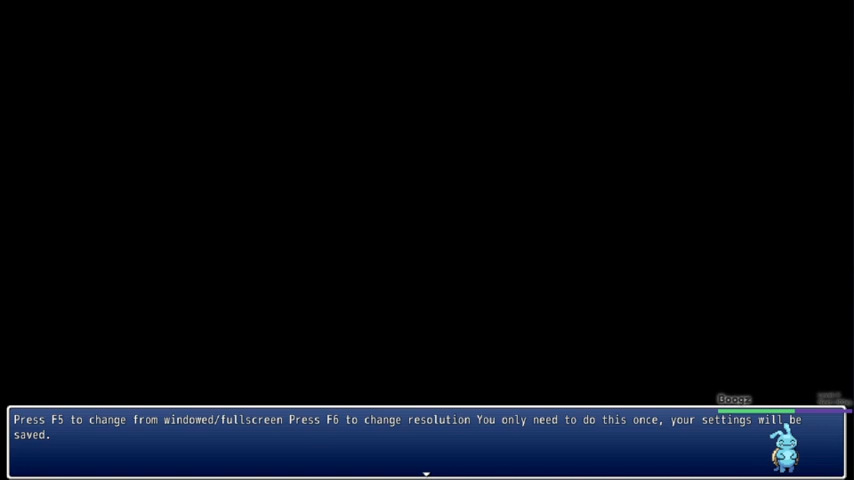 Googz
Press F5 to change from windowed/fullscreen Press F6 to change resolution You only need to do this once, your settings will be
saved.